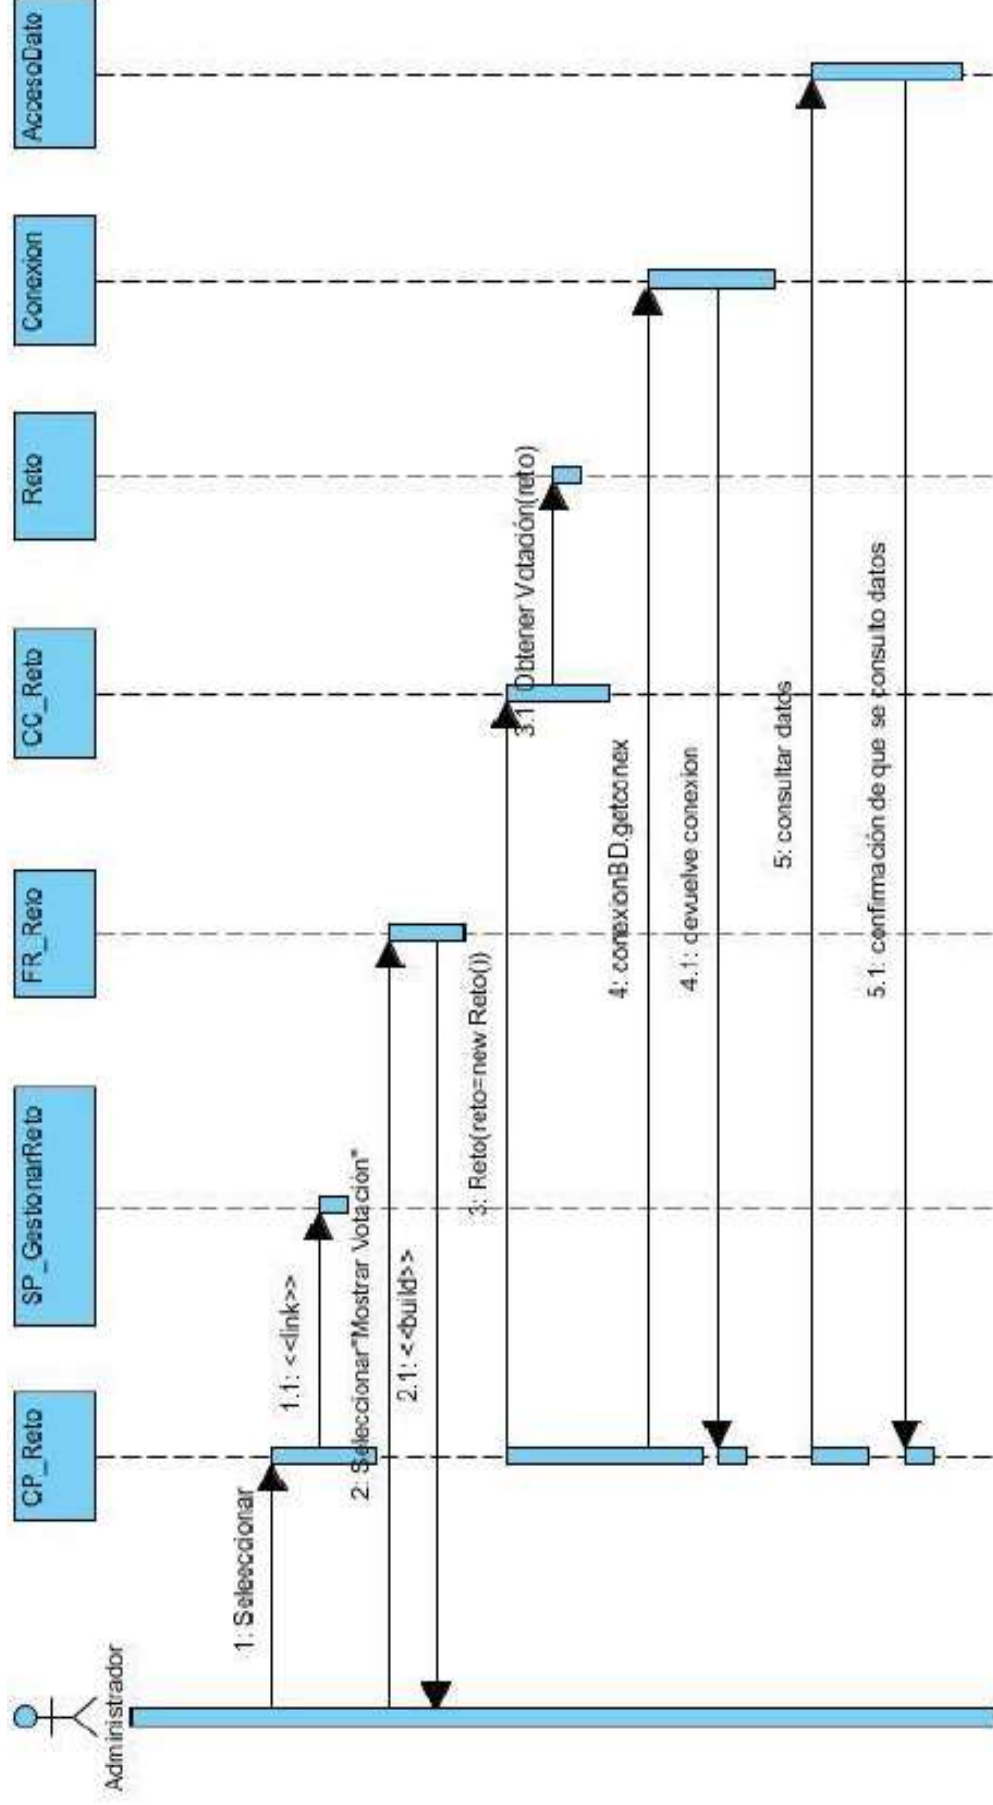 Administrador
CP_Reto
SP_GestionarReto
FR_Reto
CC_Reto
Reto
Conexion
AccesoDato
1: Seleccionar
1.1: <<link>>
2: Seleccionar"Mostrar Votación"
2.1: <<build>>
3: Reto(reto=new Reto())
3.1 Obtener Votación(reto)
4: conexionBD.getconex
4.1: devuelve conexion
5: consultar datos
5.1: confirmación de que se consulto datos